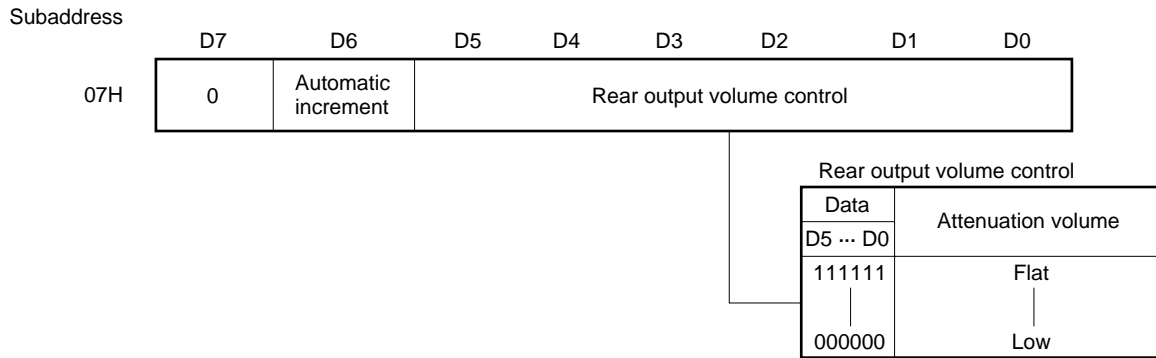 Subaddress
D7 D6 D5 D4 D3 D2 D1 D0
07H 0 Automatic increment Rear output volume control
Rear output volume control
Data Attenuation volume
D5 ··· D0
111111 Flat
000000 Low